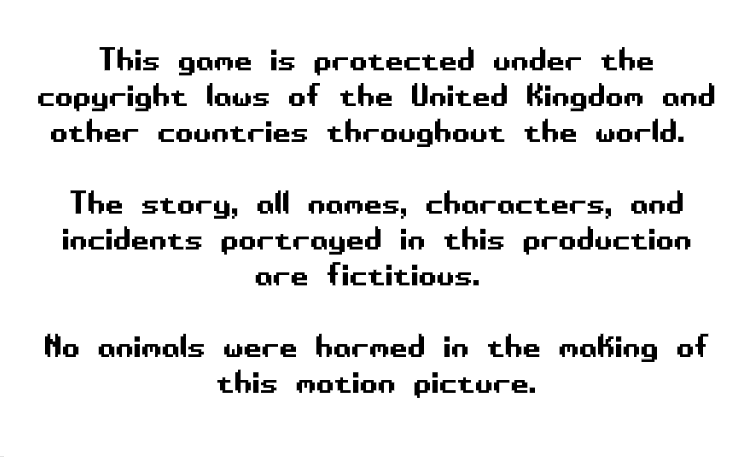 This game is protected under the
copyright laws of the United Kingdom and
other countries throughout the world.
The story, all names, characters, and
incidents portrayed in this production
are fictitious.
No animals were harmed in the making of
this motion picture.